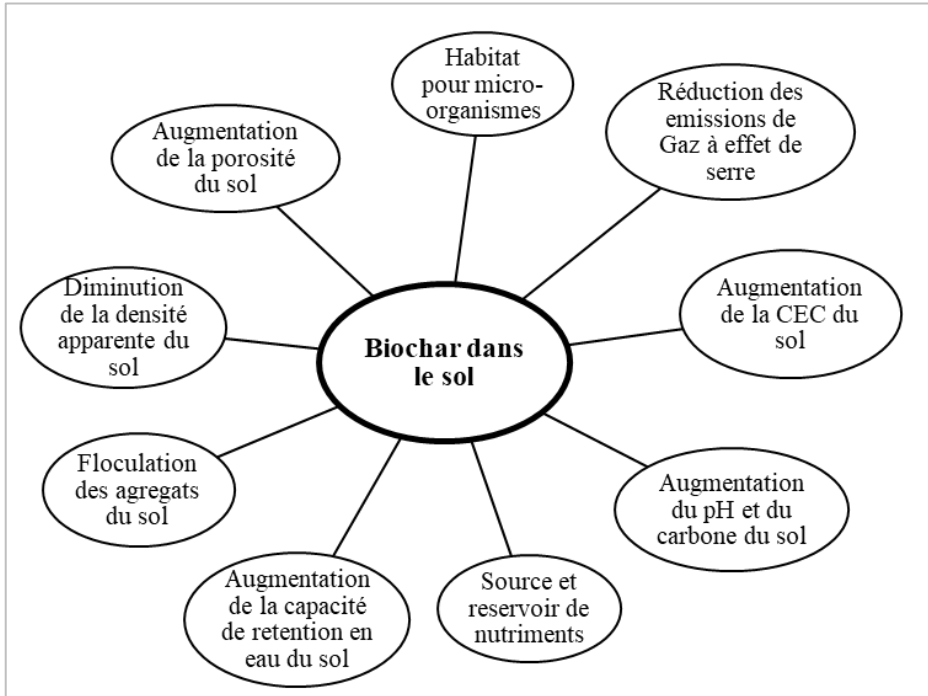 Habitat
pour micro-
organismes
Réduction des
emissions de
Gaz à effet de
serre
Augmentation
de la porosité
du sol
Augmentation
de la CEC du
sol
Diminution
de la densité
apparente du
sol
Biochar dans
le sol
Floculation
des agregats
du sol
Augmentation
du pH et du
carbone du sol
Augmentation
de la capacité
de retention en
eau du sol
Source et
reservoir de
nutriments